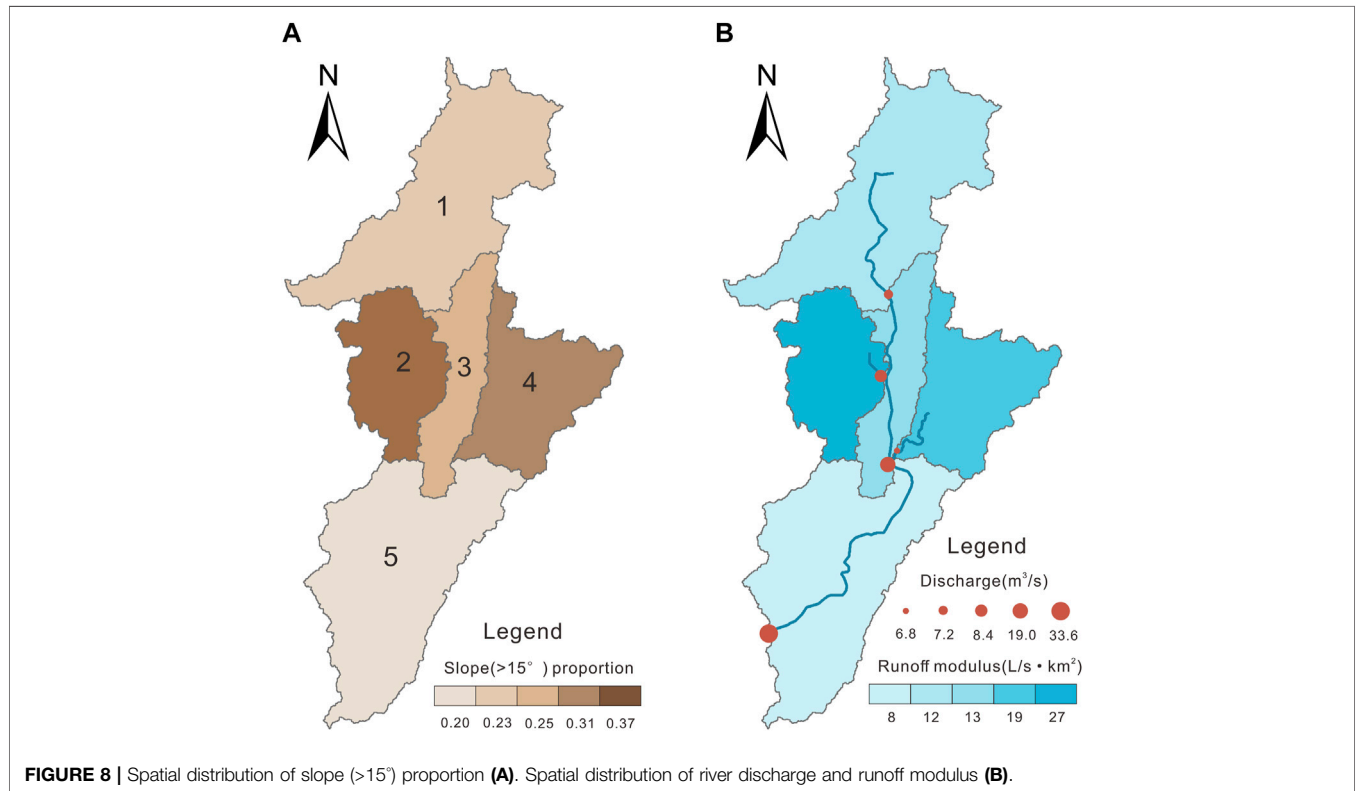 A
B
N
N
1
2
3
4
5
Legend
Slope(>15° ) proportion
0.20 0.23 0.25 0.31 0.37
Legend
Discharge(m³/s)
6.8 7.2 8.4 19.0 33.6
Runoff modulus(L/s • km²)
8 12 13 19 27
FIGURE 8 | Spatial distribution of slope (>15°) proportion (A). Spatial distribution of river discharge and runoff modulus (B).